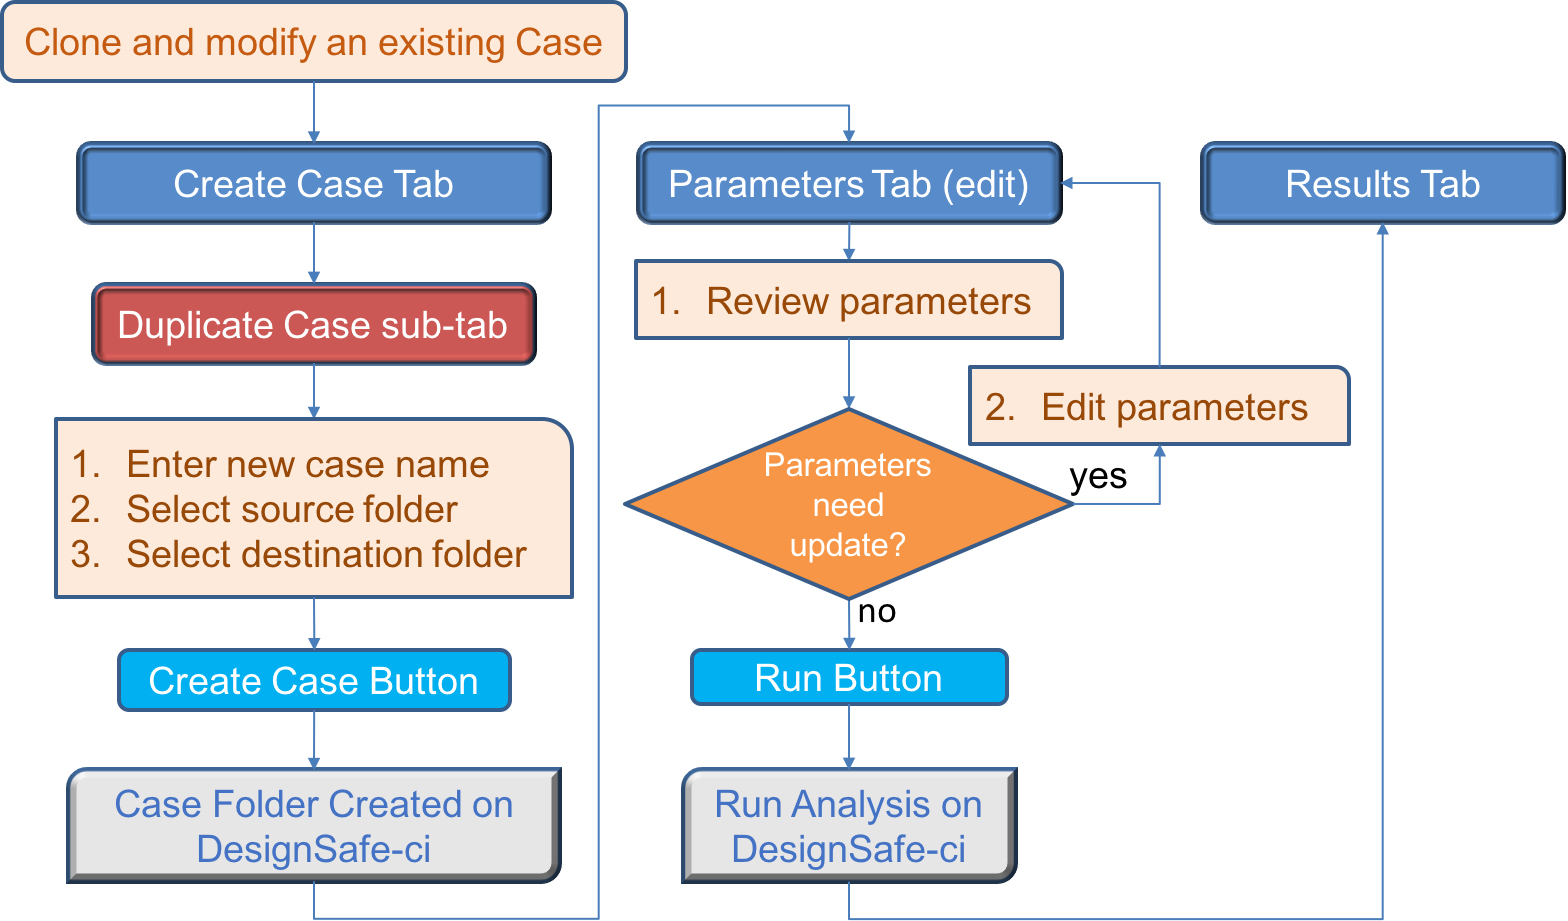 Clone and modify an existing Case
Create Case Tab
Duplicate Case sub-tab
1. Enter new case name
2. Select source folder
3. Select destination folder
Create Case Button
Case Folder Created on
DesignSafe-ci
Parameters Tab (edit)
1. Review parameters
Parameters
need
update?
yes
2. Edit parameters
no
Run Button
Run Analysis on
DesignSafe-ci
Results Tab